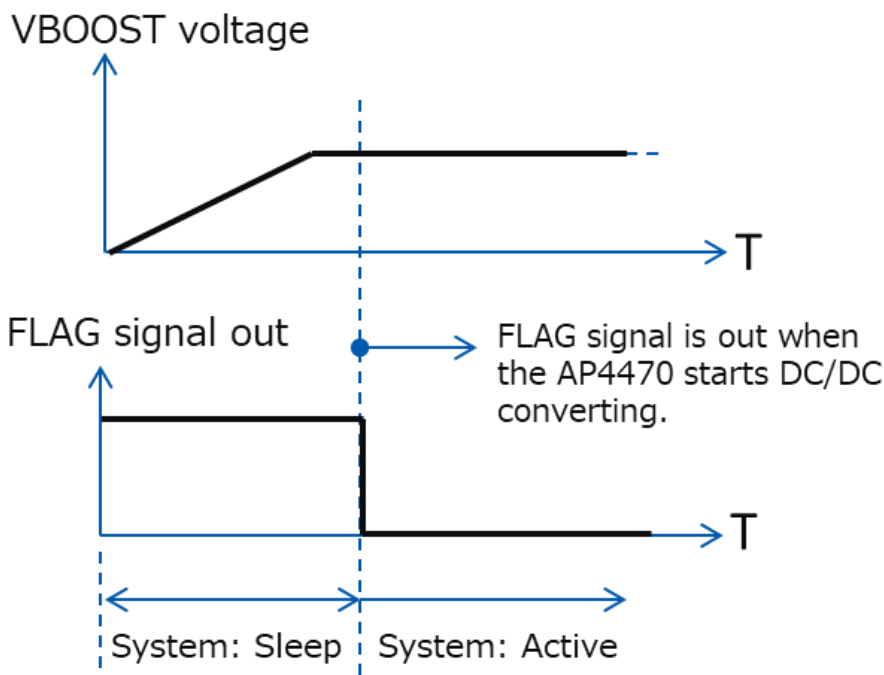 VBOOST voltage
T
FLAG signal out
FLAG signal is out when
the AP4470 starts DC/DC
converting.
T
System: Sleep
System: Active